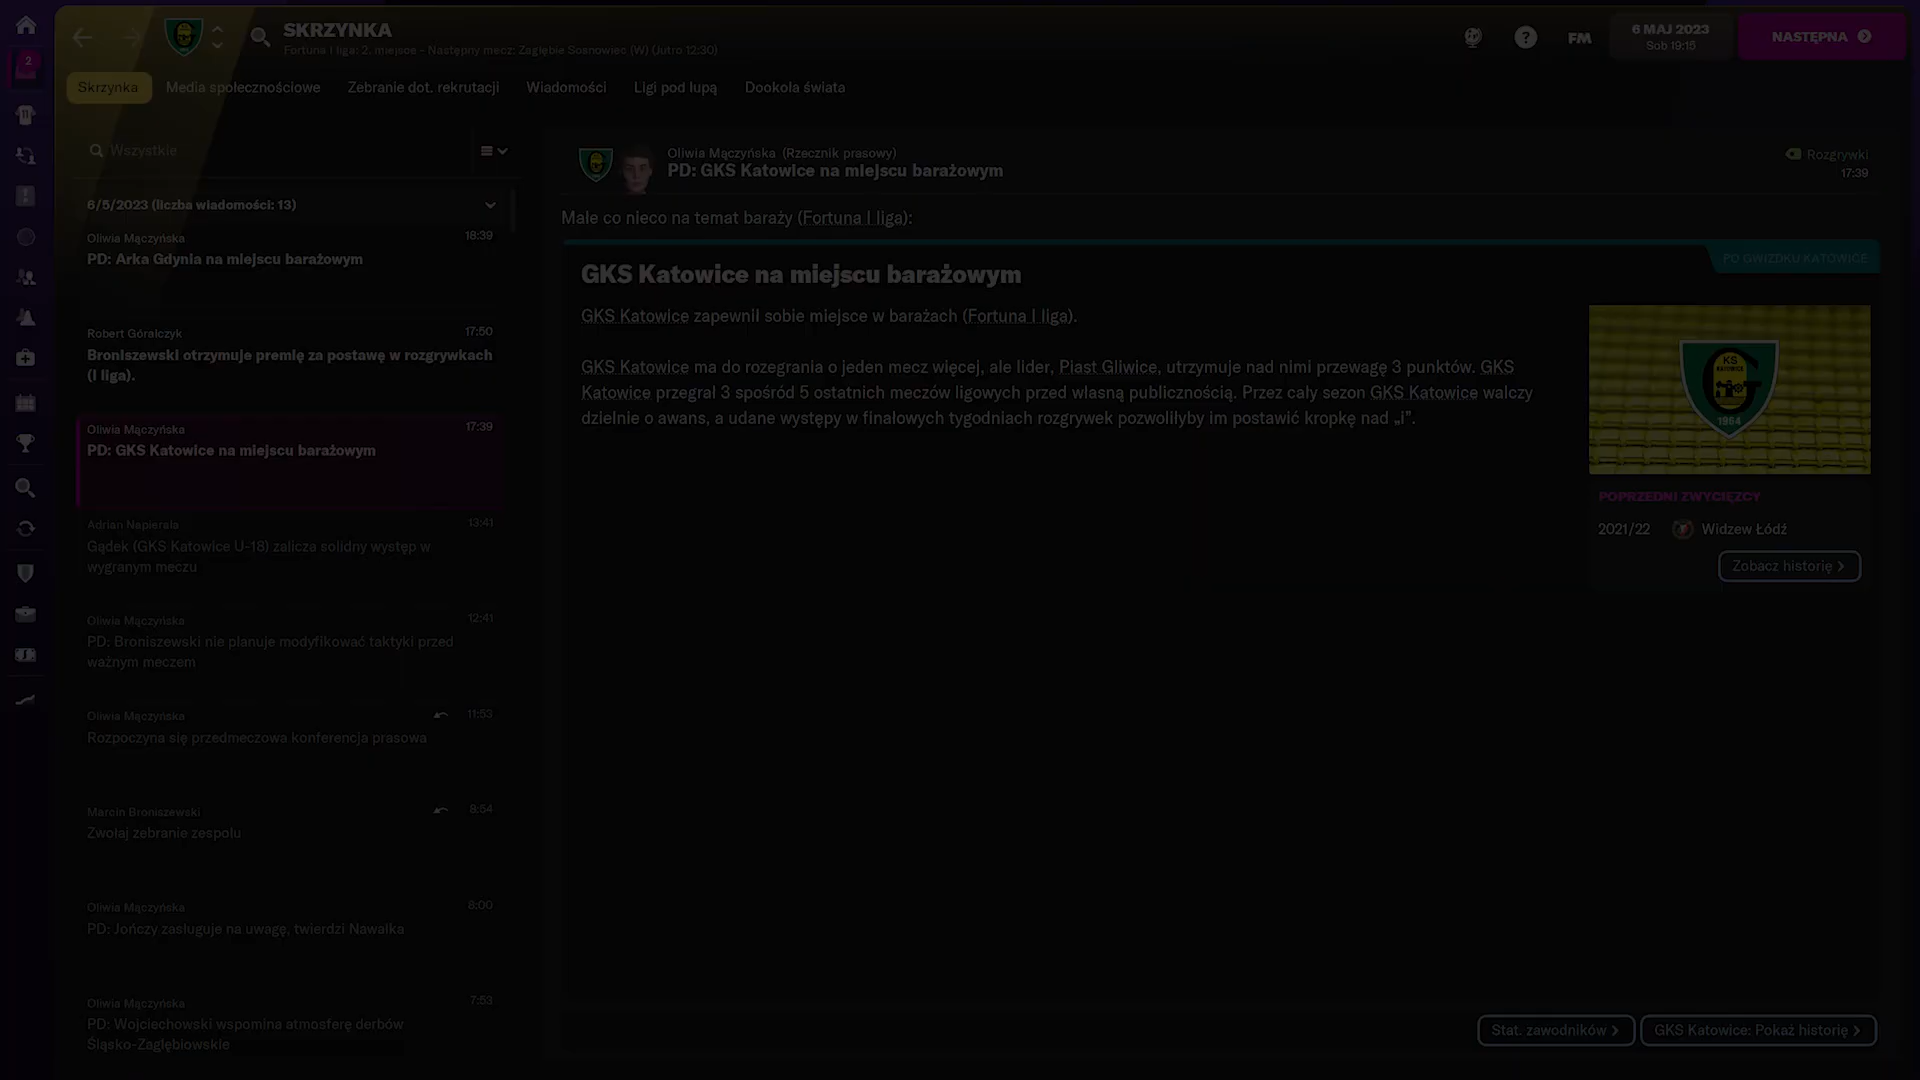 SKRZYNKA
Fortuna I liga: 2. miejsce - Następny mecz: Zagłębie Sosnowiec (W) (Jutro 12:30)
FM
6 MAJ 2023
Sob 19:15
NASTĘPNA
2
Skrzynka
Media społecznościowe
Zebranie dot. rekrutacji
Wiadomości
Ligi pod lupą
Dookoła świata
Wszystkie
6/5/2023 (liczba wiadomości: 13)
Oliwia Mączyńska
18:39
PD: Arka Gdynia na miejscu barażowym
Robert Góralczyk
17:50
Broniszewski otrzymuje premię za postawę w rozgrywkach
(I liga).
Oliwia Mączyńska
17:39
PD: GKS Katowice na miejscu barażowym
Adrian Napierała
13:41
Gądek (GKS Katowice U-18) zalicza solidny występ w
wygranym meczu
Oliwia Mączyńska
12:41
PD: Broniszewski nie planuje modyfikować taktyki przed
ważnym meczem
Oliwia Mączyńska
11:53
Rozpoczyna się przedmeczowa konferencja prasowa
Marcin Broniszewski
8:54
Zwołaj zebranie zespołu
Oliwia Mączyńska
8:00
PD: Jończy zasługuje na uwagę, twierdzi Nawałka
Oliwia Mączyńska
7:53
PD: Wojciechowski wspomina atmosferę derbów
Śląsko-Zagłębiowskie
Oliwia Mączyńska (Rzecznik prasowy)
PD: GKS Katowice na miejscu barażowym
Rozgrywki
17:39
Małe co nieco na temat baraży (Fortuna I liga):
PO GWIZDKU KATOWICE
GKS Katowice na miejscu barażowym
GKS Katowice zapewnił sobie miejsce w barażach (Fortuna I liga).
GKS Katowice ma do rozegrania o jeden mecz więcej, ale lider, Piast Gliwice, utrzymuje nad nimi przewagę 3 punktów. GKS
Katowice przegrał 3 spośród 5 ostatnich meczów ligowych przed własną publicznością. Przez cały sezon GKS Katowice walczy
dzielnie o awans, a udane występy w finałowych tygodniach rozgrywek pozwoliłyby im postawić kropkę nad „i”.
KS
KATOWICE
G
1964
POPRZEDNI ZWYCIĘZCY
2021/22
Widzew Łódź
Zobacz historię
Stat. zawodników
GKS Katowice: Pokaż historię